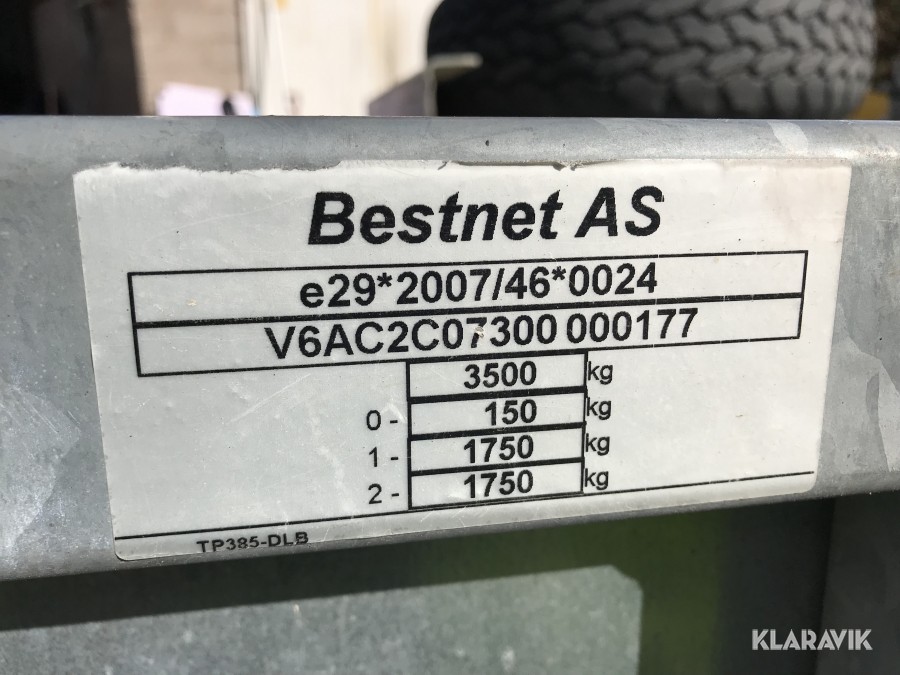 Bestnet AS
e29*2007/46*0024
V6AC2C07300 000177
3500 kg
0 - 150 kg
1 - 1750 kg
2 - 1750 kg
TP385-DLB
KLARAVIK